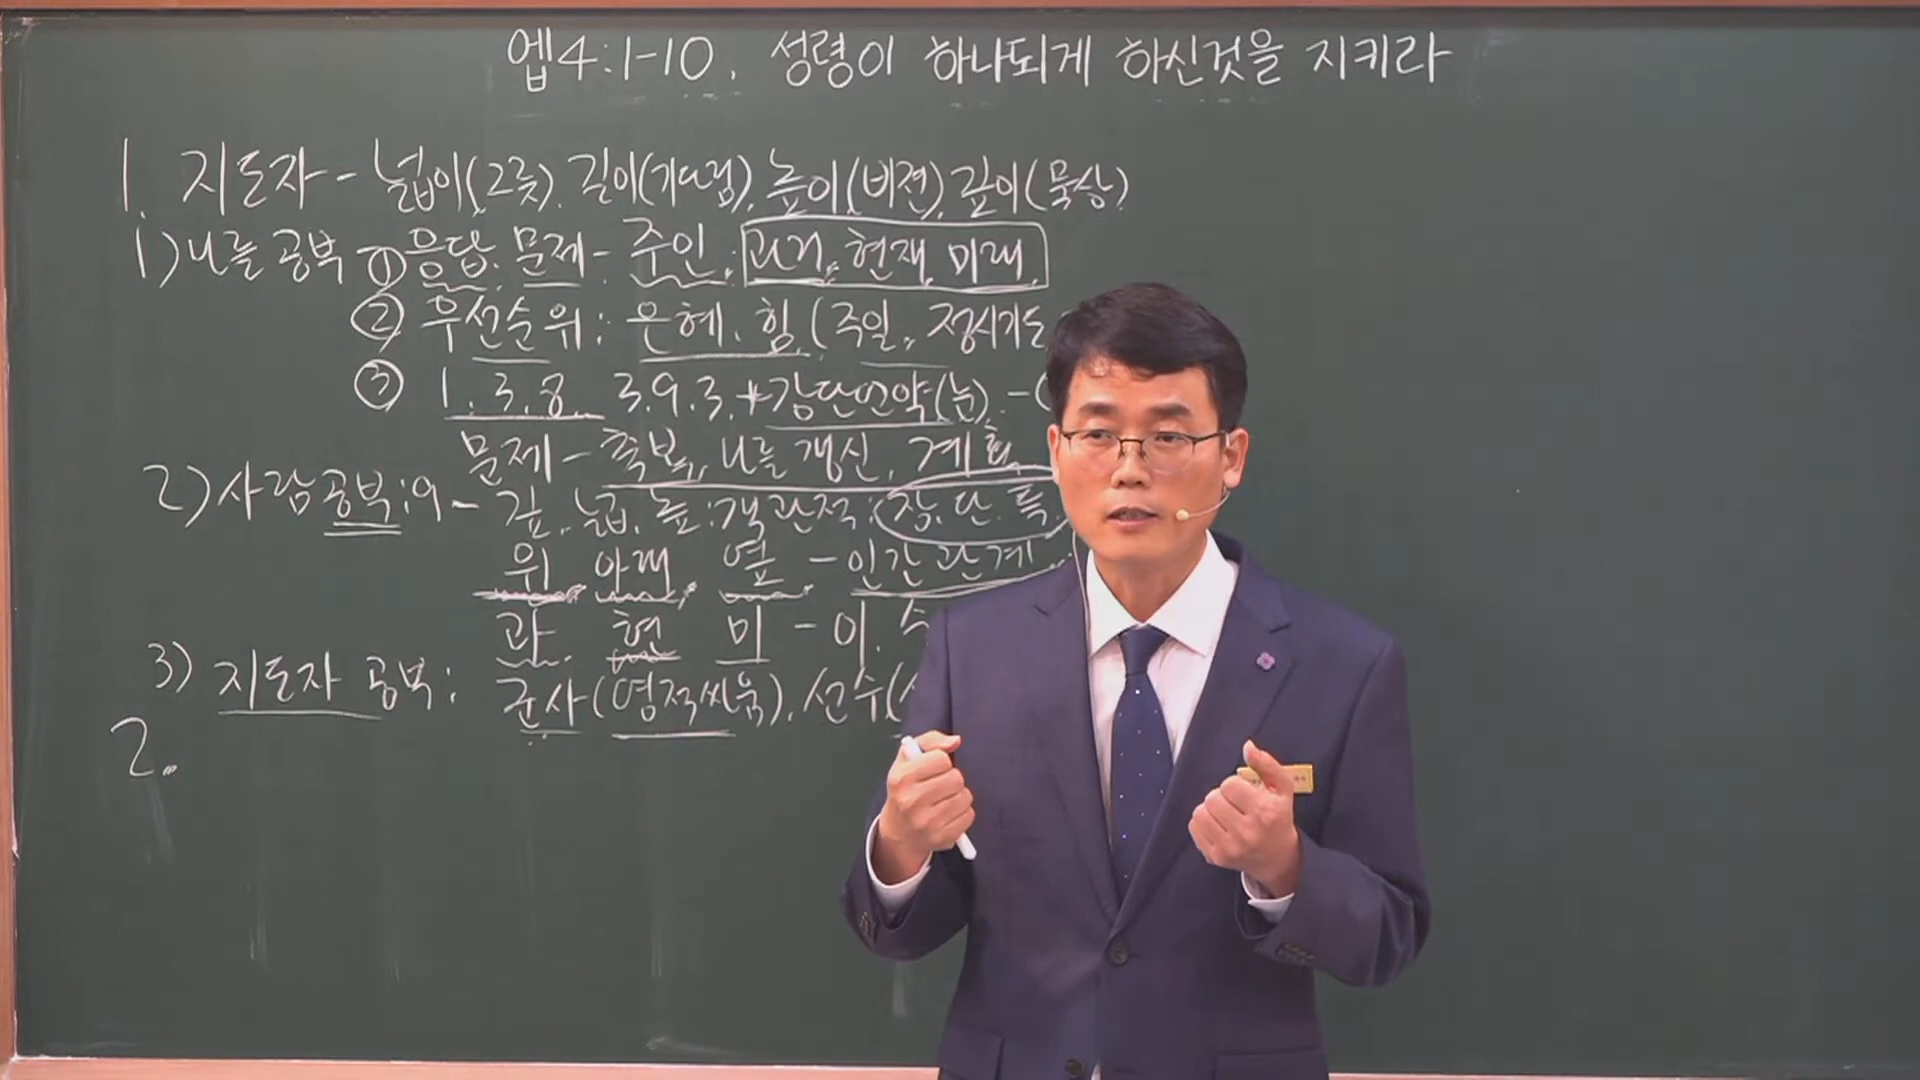 엡4:1-10. 성령이 하나되게 하신것을 지키라
1. 지도자 - 넓이(그릇). 길이(기다림). 높이(비전). 깊이(묵상)
1) 나를 공부 - ① 응답. 문제 - 주인. 과거. 현재. 미래.
② 우선순위: 은혜. 힘. (주일. 정시기도
③ 1. 3. 8. 3. 9. 3. + 강단언약(눈). - (
문제 - 축복. 나를 갱신. 계획
2) 사람공부: 9 - 깊. 넓. 높: 객관적: (장. 단. 특.
위. 아래. 옆. - 인간관계.
과. 현. 미 - 이.
3) 지도자 공부: 군사(영적싸움). 선수(
2.